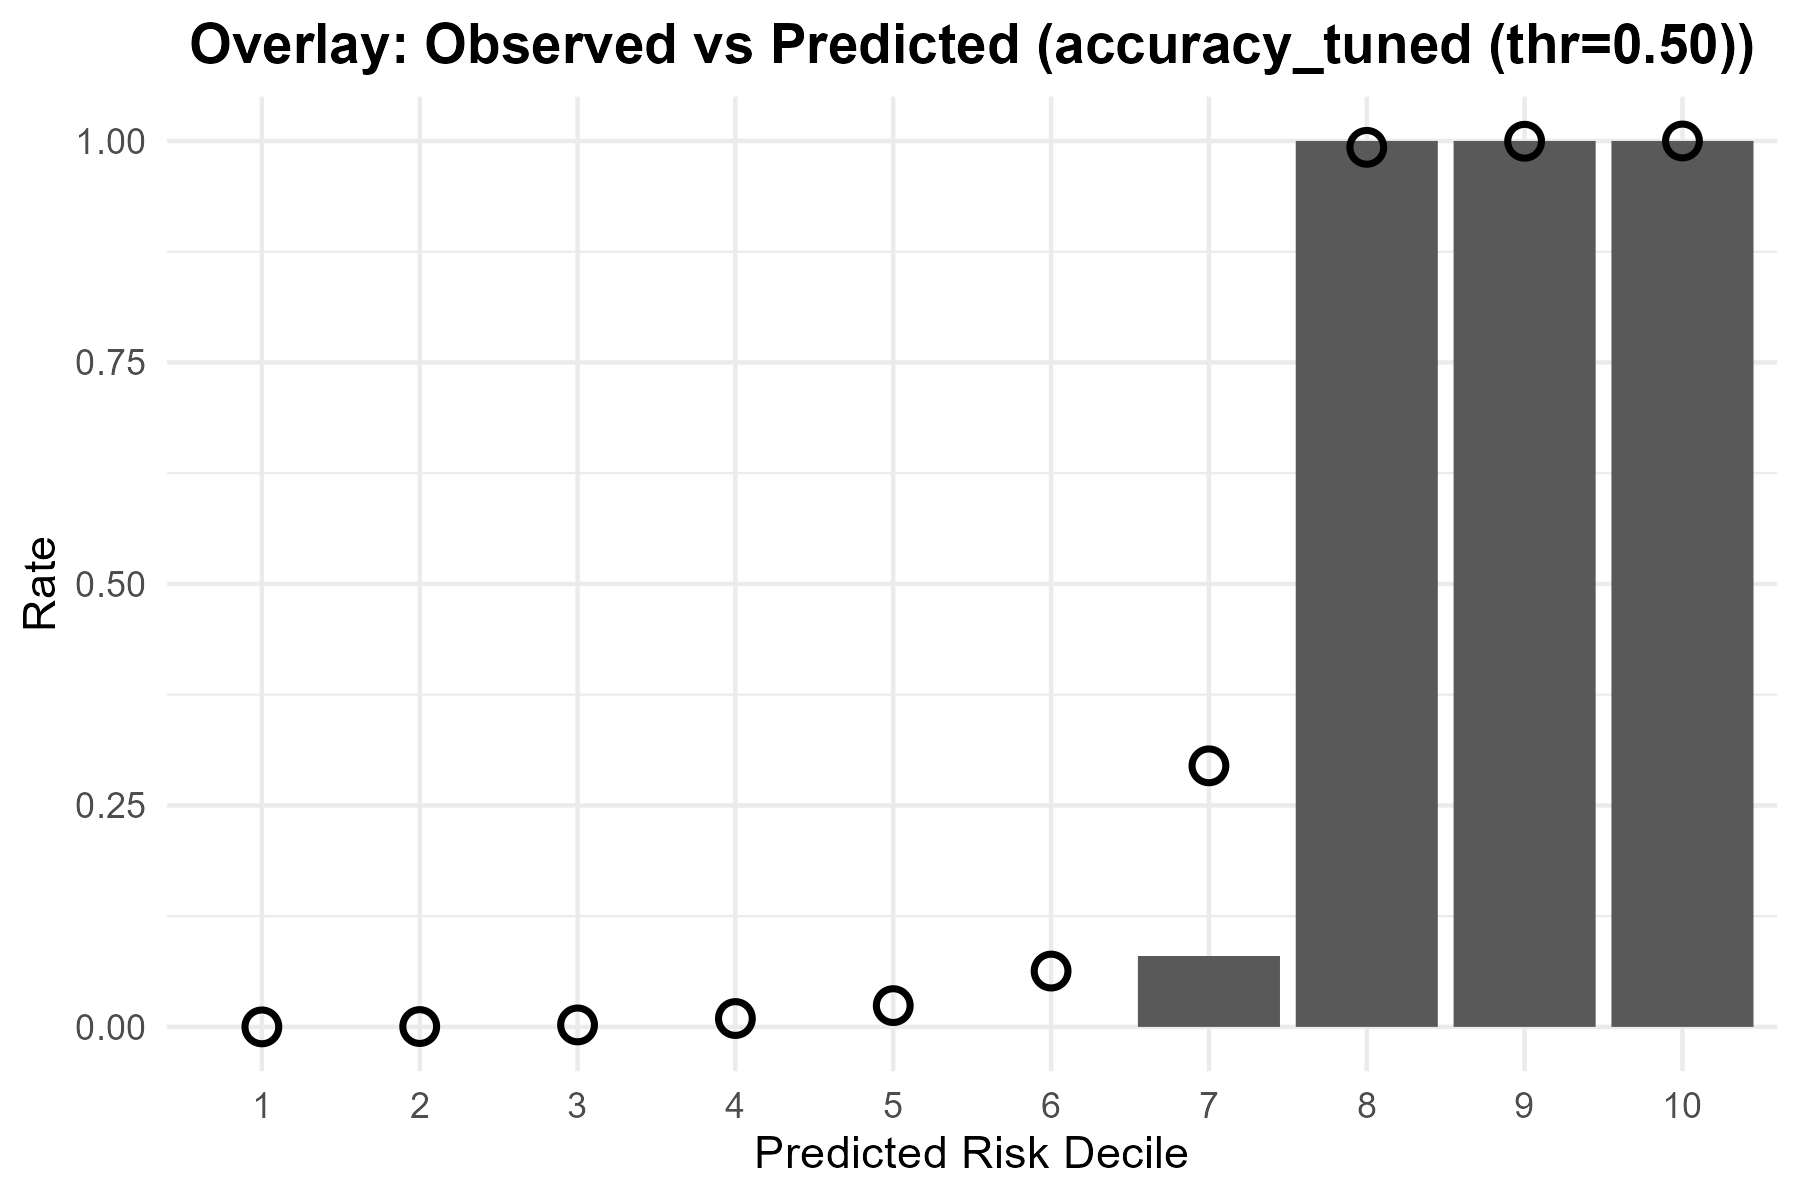 Overlay: Observed vs Predicted (accuracy_tuned (thr=0.50))
1.00
0.75
0.50
0.25
0.00
Rate
1 2 3 4 5 6 7 8 9 10
Predicted Risk Decile